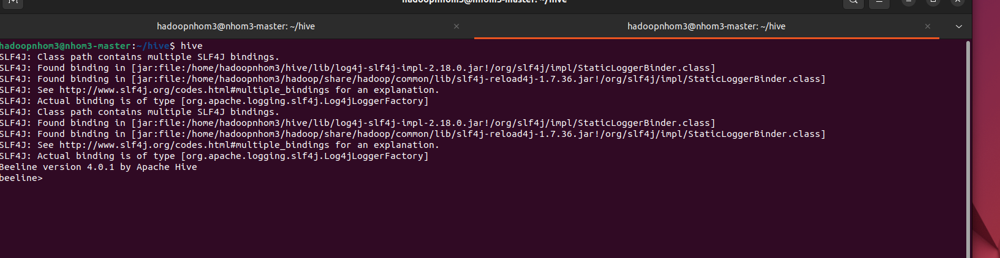 hadoopnhom3@nhom3-master: ~/hive
hadoopnhom3@nhom3-master: ~/hive
hadoopnhom3@nhom3-master: ~/hive
hadoopnhom3@nhom3-master:~/hive$ hive
SLF4J: Class path contains multiple SLF4J bindings.
SLF4J: Found binding in [jar:file:/home/hadoopnhom3/hive/lib/log4j-slf4j-impl-2.18.0.jar!/org/slf4j/impl/StaticLoggerBinder.class]
SLF4J: Found binding in [jar:file:/home/hadoopnhom3/hadoop/share/hadoop/common/lib/slf4j-reload4j-1.7.36.jar!/org/slf4j/impl/StaticLoggerBinder.class]
SLF4J: See http://www.slf4j.org/codes.html#multiple_bindings for an explanation.
SLF4J: Actual binding is of type [org.apache.logging.slf4j.Log4jLoggerFactory]
SLF4J: Class path contains multiple SLF4J bindings.
SLF4J: Found binding in [jar:file:/home/hadoopnhom3/hive/lib/log4j-slf4j-impl-2.18.0.jar!/org/slf4j/impl/StaticLoggerBinder.class]
SLF4J: Found binding in [jar:file:/home/hadoopnhom3/hadoop/share/hadoop/common/lib/slf4j-reload4j-1.7.36.jar!/org/slf4j/impl/StaticLoggerBinder.class]
SLF4J: See http://www.slf4j.org/codes.html#multiple_bindings for an explanation.
SLF4J: Actual binding is of type [org.apache.logging.slf4j.Log4jLoggerFactory]
Beeline version 4.0.1 by Apache Hive
beeline>